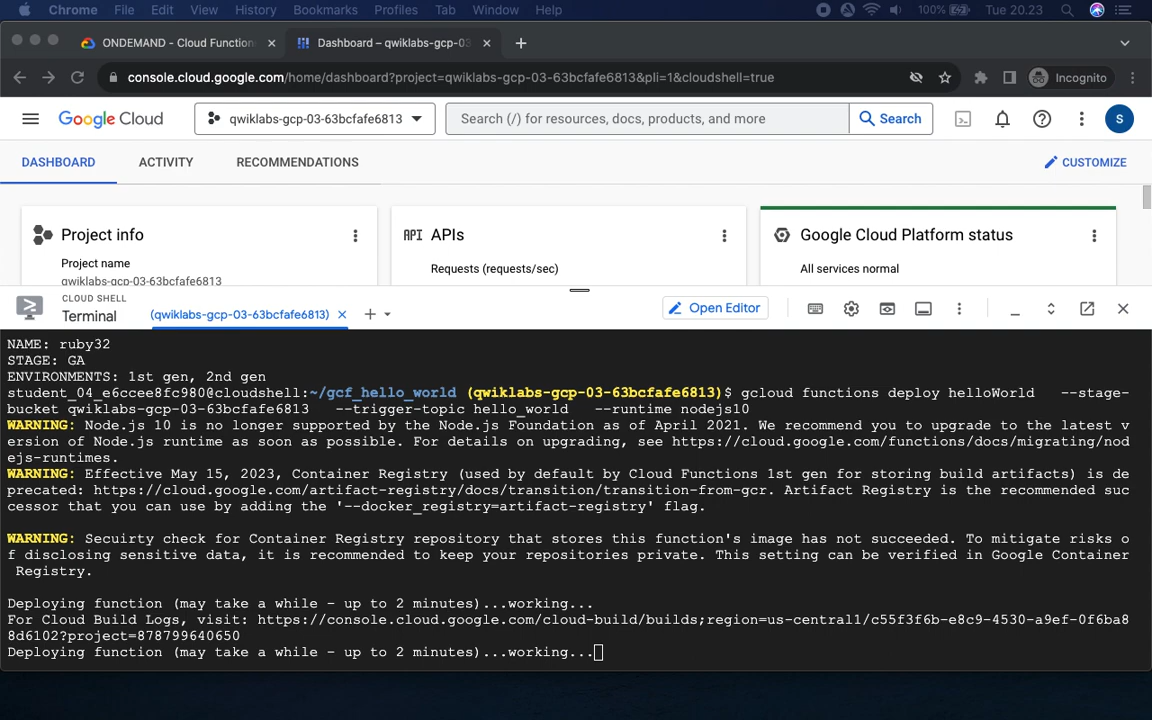 Chrome File Edit View History Bookmarks Profiles Tab Window Help 100% Tue 20.23
ONDEMAND - Cloud Function Dashboard – qwiklabs-gcp-03
console.cloud.google.com/home/dashboard?project=qwiklabs-gcp-03-63bcfafe6813&pli=1&cloudshell=true Incognito
Google Cloud qwiklabs-gcp-03-63bcfafe6813 Search (/) for resources, docs, products, and more Search S
DASHBOARD ACTIVITY RECOMMENDATIONS CUSTOMIZE
Project info API APIs Google Cloud Platform status
Project name Requests (requests/sec) All services normal
qwiklabs-gcp-03-63bcfafe6813
CLOUD SHELL
Terminal (qwiklabs-gcp-03-63bcfafe6813) Open Editor
NAME: ruby32
STAGE: GA
ENVIRONMENTS: 1st gen, 2nd gen
student_04_e6ccee8fc980@cloudshell:~/gcf_hello_world (qwiklabs-gcp-03-63bcfafe6813)$ gcloud functions deploy helloWorld --stage-
bucket qwiklabs-gcp-03-63bcfafe6813 --trigger-topic hello_world --runtime nodejs10
WARNING: Node.js 10 is no longer supported by the Node.js Foundation as of April 2021. We recommend you to upgrade to the latest v
ersion of Node.js runtime as soon as possible. For details on upgrading, see https://cloud.google.com/functions/docs/migrating/nod
ejs-runtimes.
WARNING: Effective May 15, 2023, Container Registry (used by default by Cloud Functions 1st gen for storing build artifacts) is de
precated: https://cloud.google.com/artifact-registry/docs/transition/transition-from-gcr. Artifact Registry is the recommended suc
cessor that you can use by adding the '--docker_registry=artifact-registry' flag.
WARNING: Secuirty check for Container Registry repository that stores this function's image has not succeeded. To mitigate risks o
f disclosing sensitive data, it is recommended to keep your repositories private. This setting can be verified in Google Container
Registry.
Deploying function (may take a while - up to 2 minutes)...working...
For Cloud Build Logs, visit: https://console.cloud.google.com/cloud-build/builds;region=us-central1/c55f3f6b-e8c9-4530-a9ef-0f6ba8
8d6102?project=878799640650
Deploying function (may take a while - up to 2 minutes)...working...